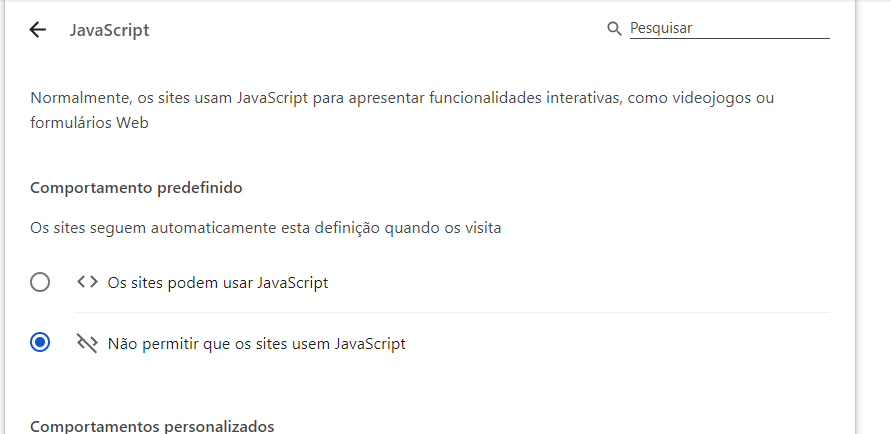 JavaScript
Pesquisar
Normalmente, os sites usam JavaScript para apresentar funcionalidades interativas, como videojogos ou
formulários Web
Comportamento predefinido
Os sites seguem automaticamente esta definição quando os visita
Os sites podem usar JavaScript
Não permitir que os sites usem JavaScript
Comportamentos personalizados